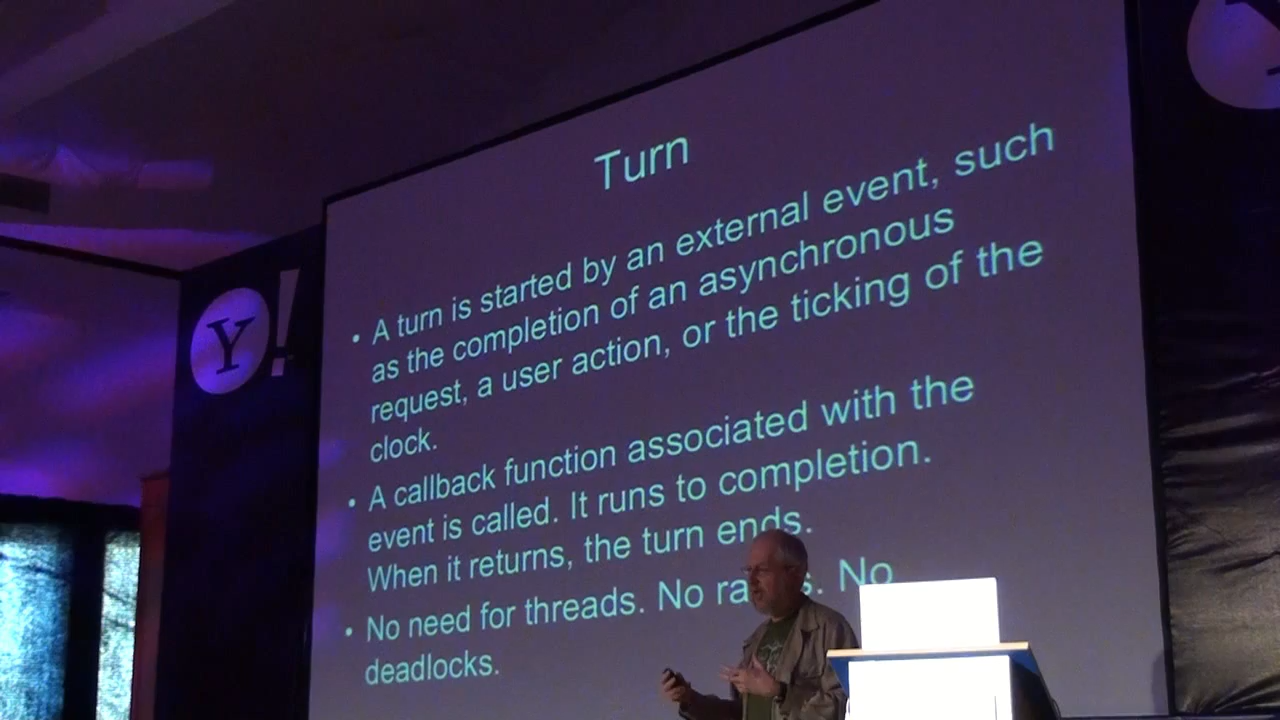 Turn
• A turn is started by an external event, such
as the completion of an asynchronous
request, a user action, or the ticking of the
clock.
• A callback function associated with the
event is called. It runs to completion.
When it returns, the turn ends.
• No need for threads. No No
deadlocks.
Y!